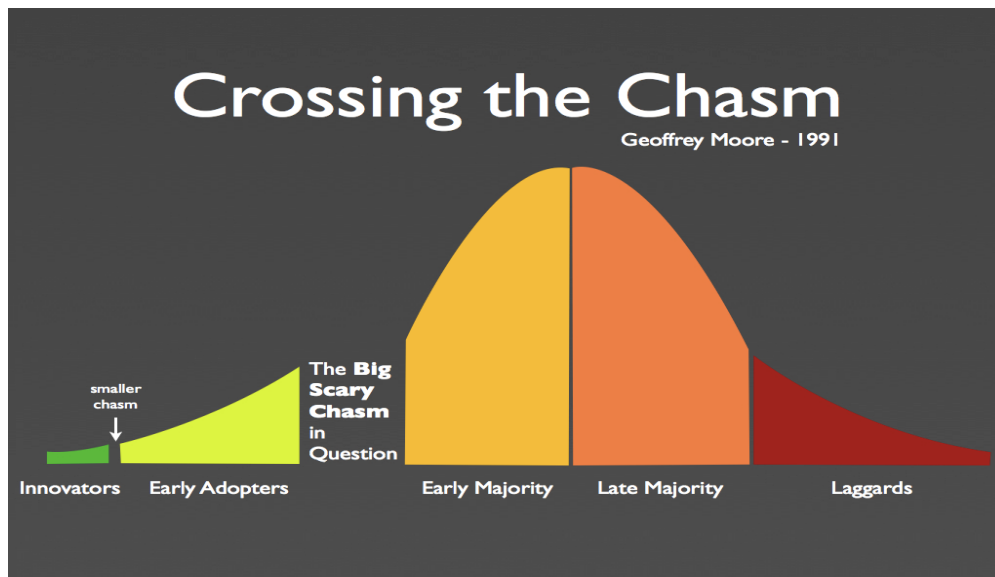 Crossing the Chasm
Geoffrey Moore - 1991
smaller
chasm
The Big
Scary
Chasm
in
Question
Innovators
Early Adopters
Early Majority
Late Majority
Laggards